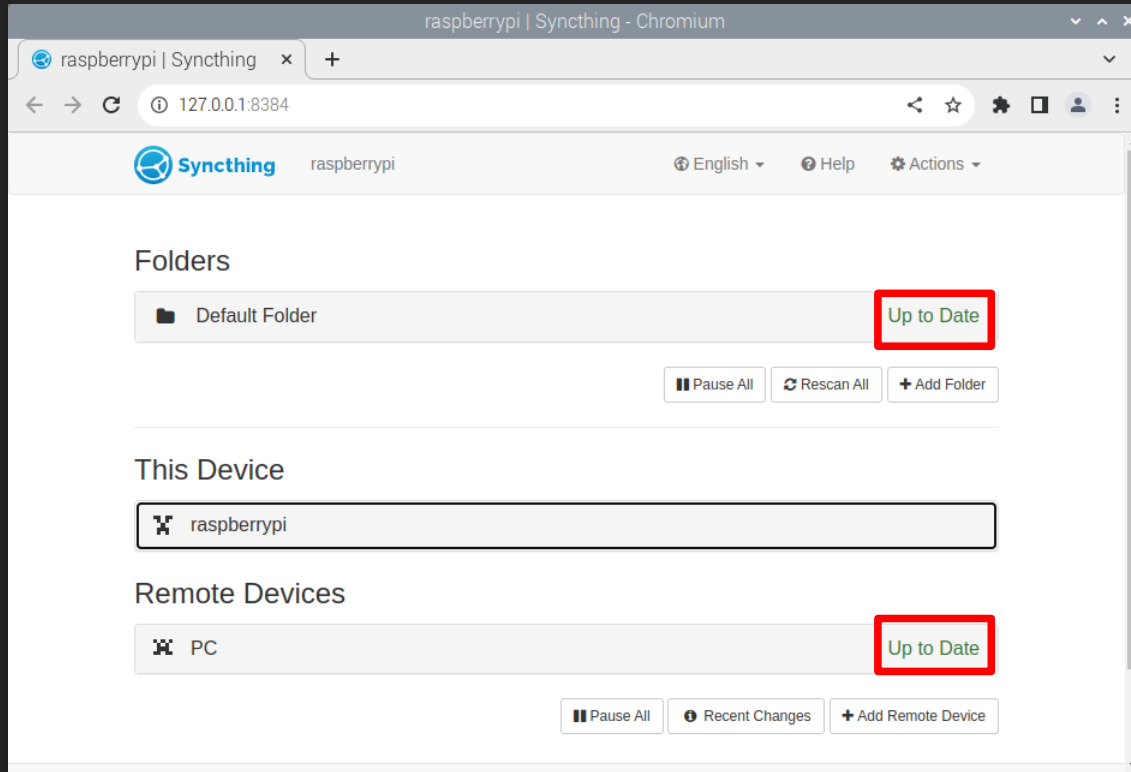 raspberrypi | Syncthing - Chromium
raspberrypi | Syncthing
127.0.0.1:8384
Syncthing raspberrypi English Help Actions
Folders
Default Folder Up to Date
Pause All Rescan All Add Folder
This Device
raspberrypi
Remote Devices
PC Up to Date
Pause All Recent Changes Add Remote Device